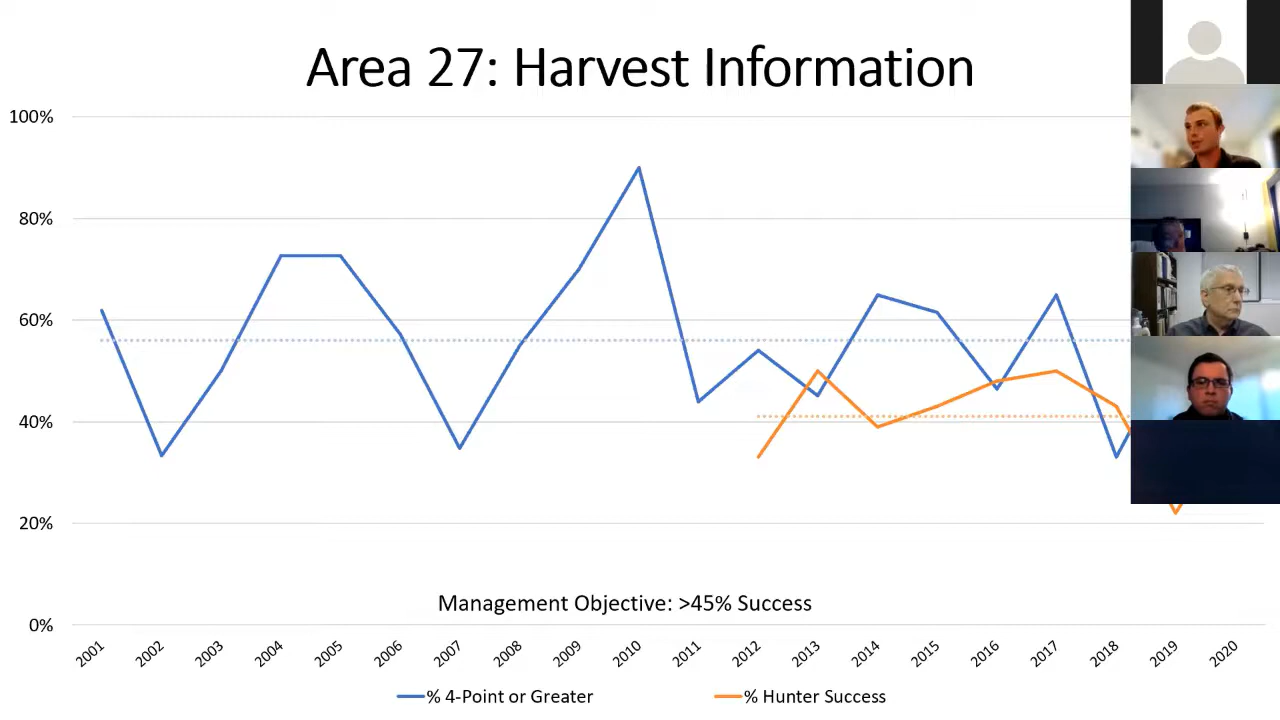 Area 27: Harvest Information
100%
80%
60%
40%
20%
0%
Management Objective: >45% Success
2001 2002 2003 2004 2005 2006 2007 2008 2009 2010 2011 2012 2013 2014 2015 2016 2017 2018 2019 2020
% 4-Point or Greater % Hunter Success